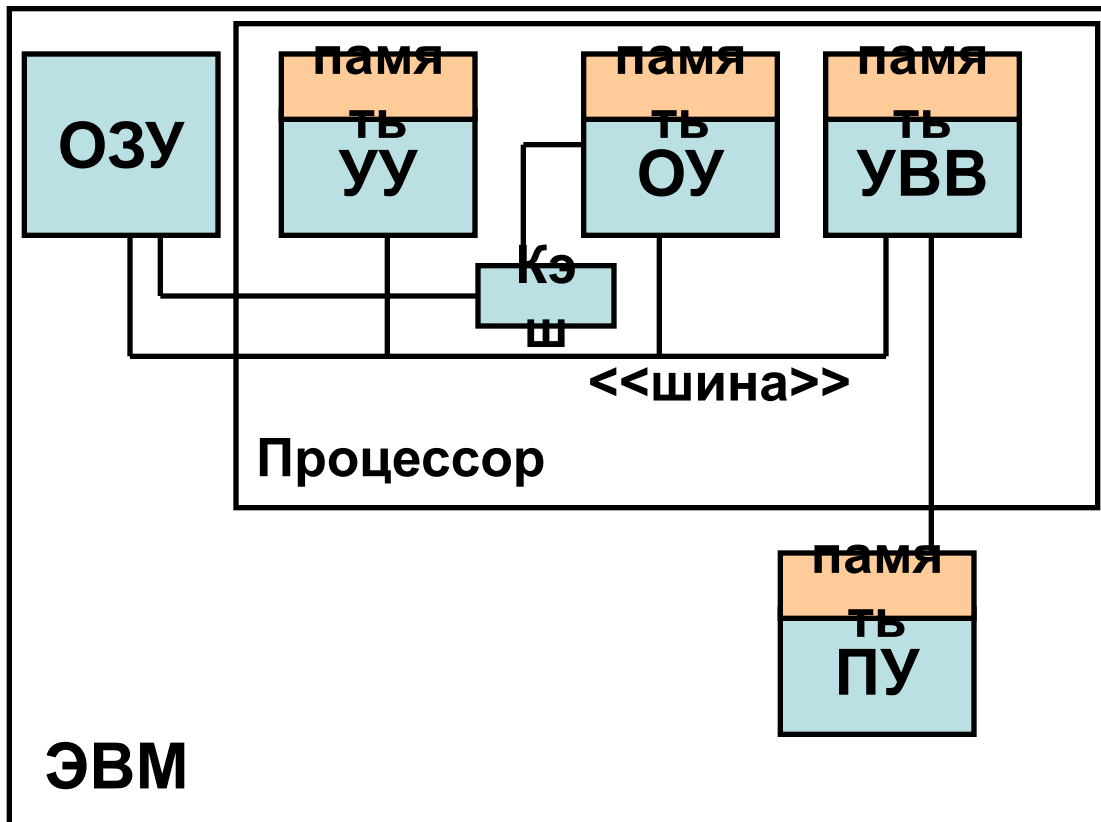 памя
ть
УУ
памя
ть
ОУ
памя
ть
УВВ
ОЗУ
Кэ
ш
<<шина>>
Процессор
памя
ть
ПУ
ЭВМ